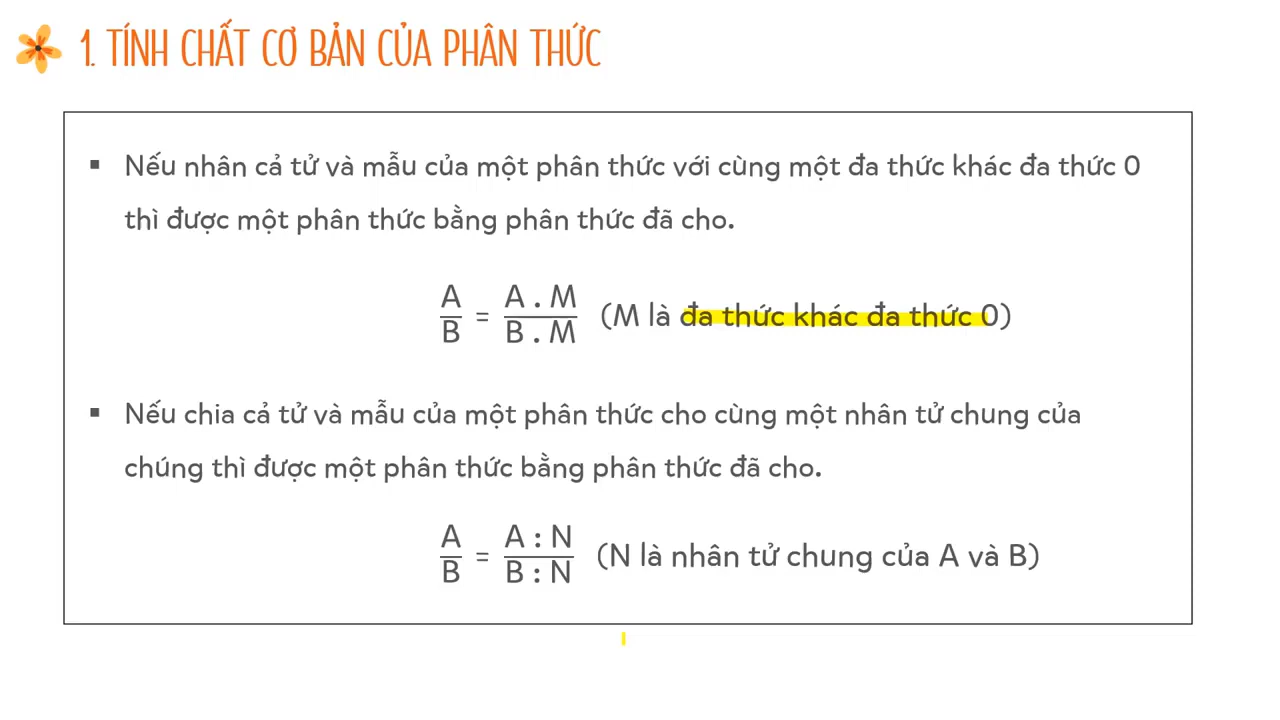 1. TÍNH CHẤT CƠ BẢN CỦA PHÂN THỨC
▪ Nếu nhân cả tử và mẫu của một phân thức với cùng một đa thức khác đa thức 0
thì được một phân thức bằng phân thức đã cho.
A/B = A . M/B . M (M là đa thức khác đa thức 0)
▪ Nếu chia cả tử và mẫu của một phân thức cho cùng một nhân tử chung của
chúng thì được một phân thức bằng phân thức đã cho.
A/B = A : N/B : N (N là nhân tử chung của A và B)